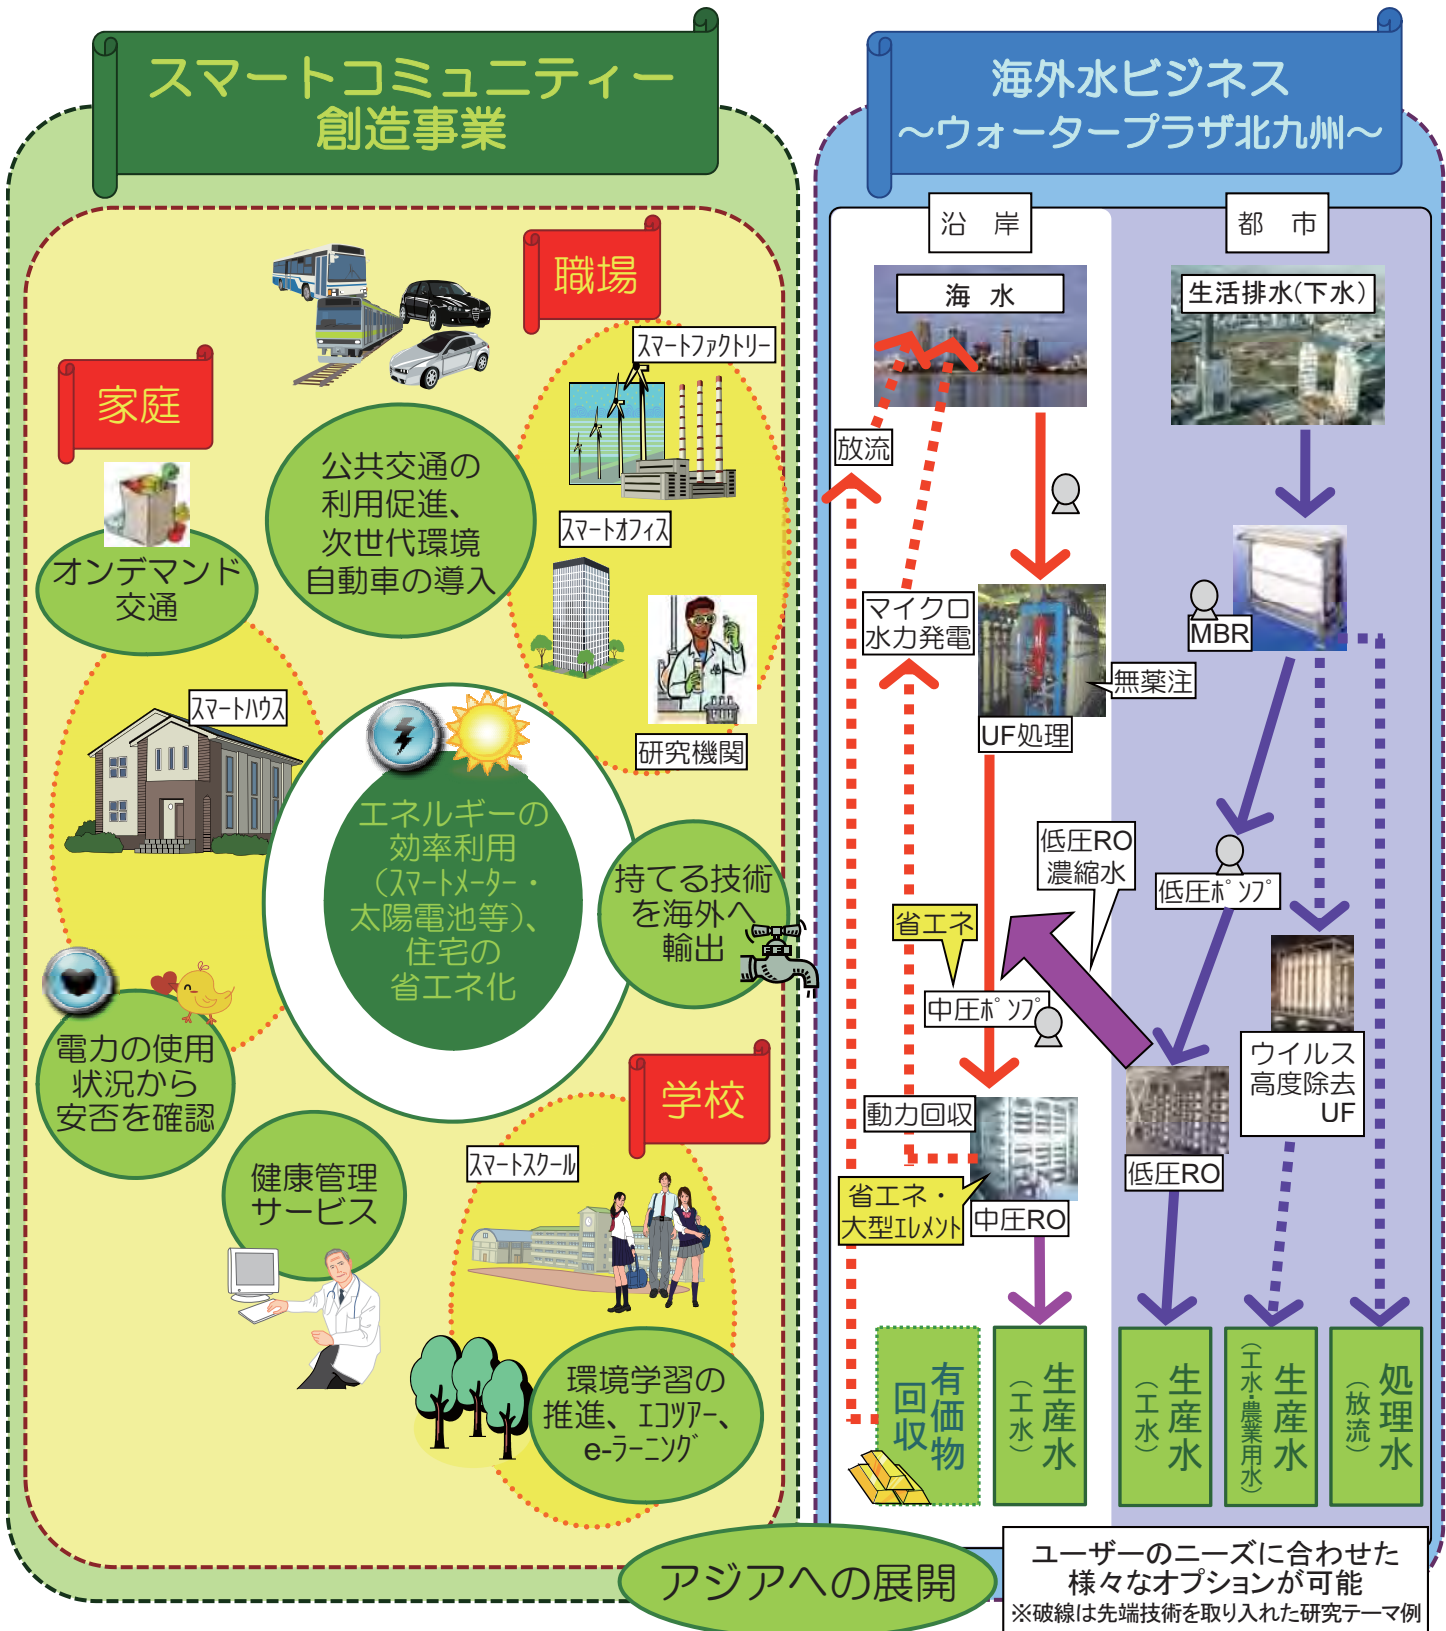 スマートコミュニティー
創造事業
職場
スマートファクトリー
家庭
公共交通の
利用促進、
次世代環境
自動車の導入
スマートオフィス
オンデマンド
交通
スマートハウス
研究機関
エネルギーの
効率利用
（スマートメーター・
太陽電池等）、
住宅の
省エネ化
持てる技術
を海外へ
輸出
電力の使用
状況から
安否を確認
学校
健康管理
サービス
スマートスクール
環境学習の
推進、エコツアー、
e-ラーニング
海外水ビジネス
～ウォータープラザ北九州～
沿 岸
都 市
海 水
生活排水(下水)
放流
マイクロ
水力発電
MBR
無薬注
UF処理
低圧RO
濃縮水
低圧ポンプ
省エネ
中圧ポンプ
ウイルス
高度除去
UF
動力回収
低圧RO
省エネ・
大型エレメント
中圧RO
有価物
回収
生産水
（工水）
生産水
（工水）
生産水
（工水・農業用水）
処理水
（放流）
アジアへの展開
ユーザーのニーズに合わせた
様々なオプションが可能
※破線は先端技術を取り入れた研究テーマ例